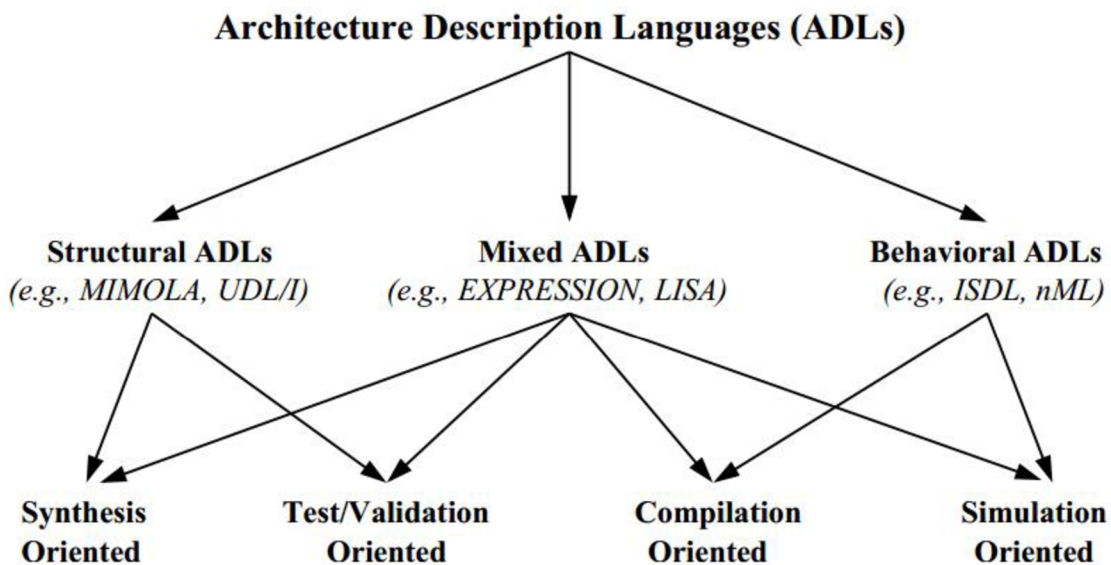 Architecture Description Languages (ADLs)
Structural ADLs
(e.g., MIMOLA, UDL/I)
Mixed ADLs
(e.g., EXPRESSION, LISA)
Behavioral ADLs
(e.g., ISDL, nML)
Synthesis
Oriented
Test/Validation
Oriented
Compilation
Oriented
Simulation
Oriented